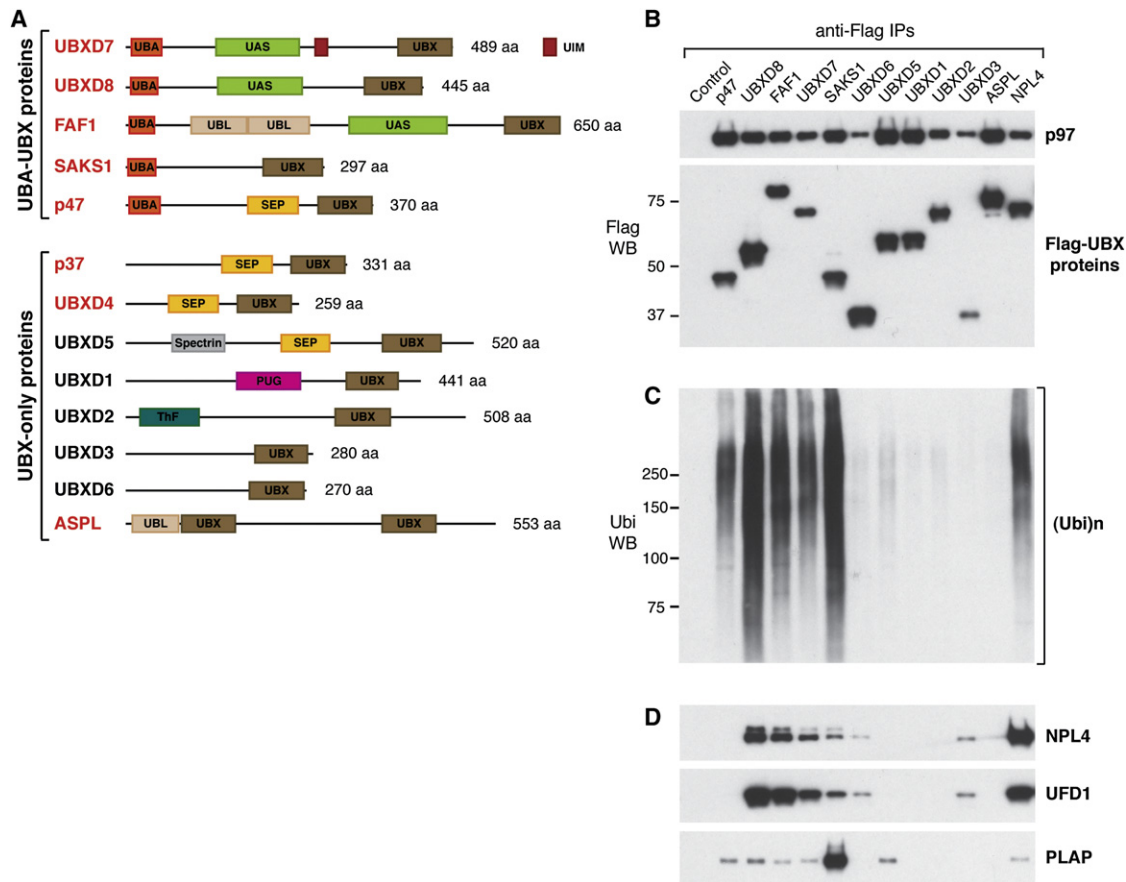 A
UBA-UBX proteins
UBXD7 UBA UAS UBX 489 aa UIM
UBXD8 UBA UAS UBX 445 aa
FAF1 UBA UBL UBL UAS UBX 650 aa
SAKS1 UBA UBX 297 aa
p47 UBA SEP UBX 370 aa
UBX-only proteins
p37 SEP UBX 331 aa
UBXD4 SEP UBX 259 aa
UBXD5 Spectrin SEP UBX 520 aa
UBXD1 PUG UBX 441 aa
UBXD2 ThF UBX 508 aa
UBXD3 UBX 280 aa
UBXD6 UBX 270 aa
ASPL UBL UBX UBX 553 aa
B
anti-Flag IPs
Control p47 UBXD8 FAF1 UBXD7 SAKS1 UBXD6 UBXD5 UBXD1 UBXD2 UBXD3 ASPL NPL4
p97
75
50
37
Flag
WB
Flag-UBX
proteins
C
250
150
100
75
Ubi
WB
(Ubi)n
D
NPL4
UFD1
PLAP